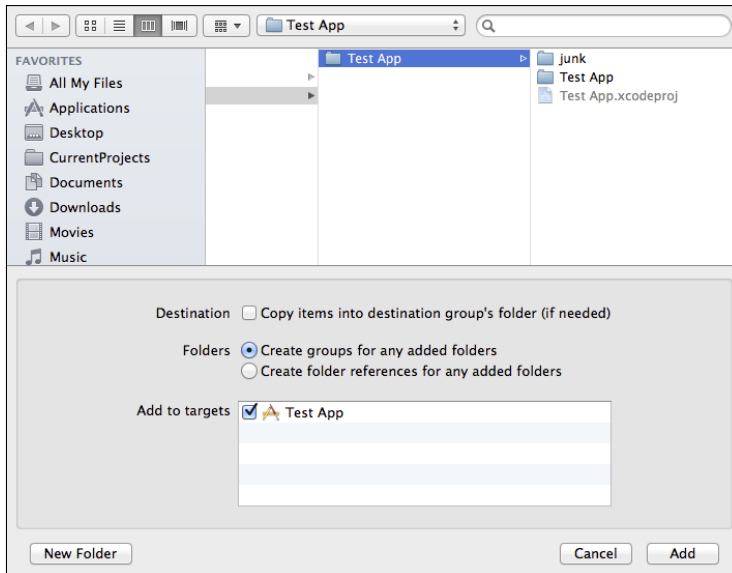 Test App
FAVORITES
All My Files
Applications
Desktop
CurrentProjects
Documents
Downloads
Movies
Music
Test App
junk
Test App
Test App.xcodeproj
Destination Copy items into destination group's folder (if needed)
Folders Create groups for any added folders
Create folder references for any added folders
Add to targets Test App
New Folder Cancel Add